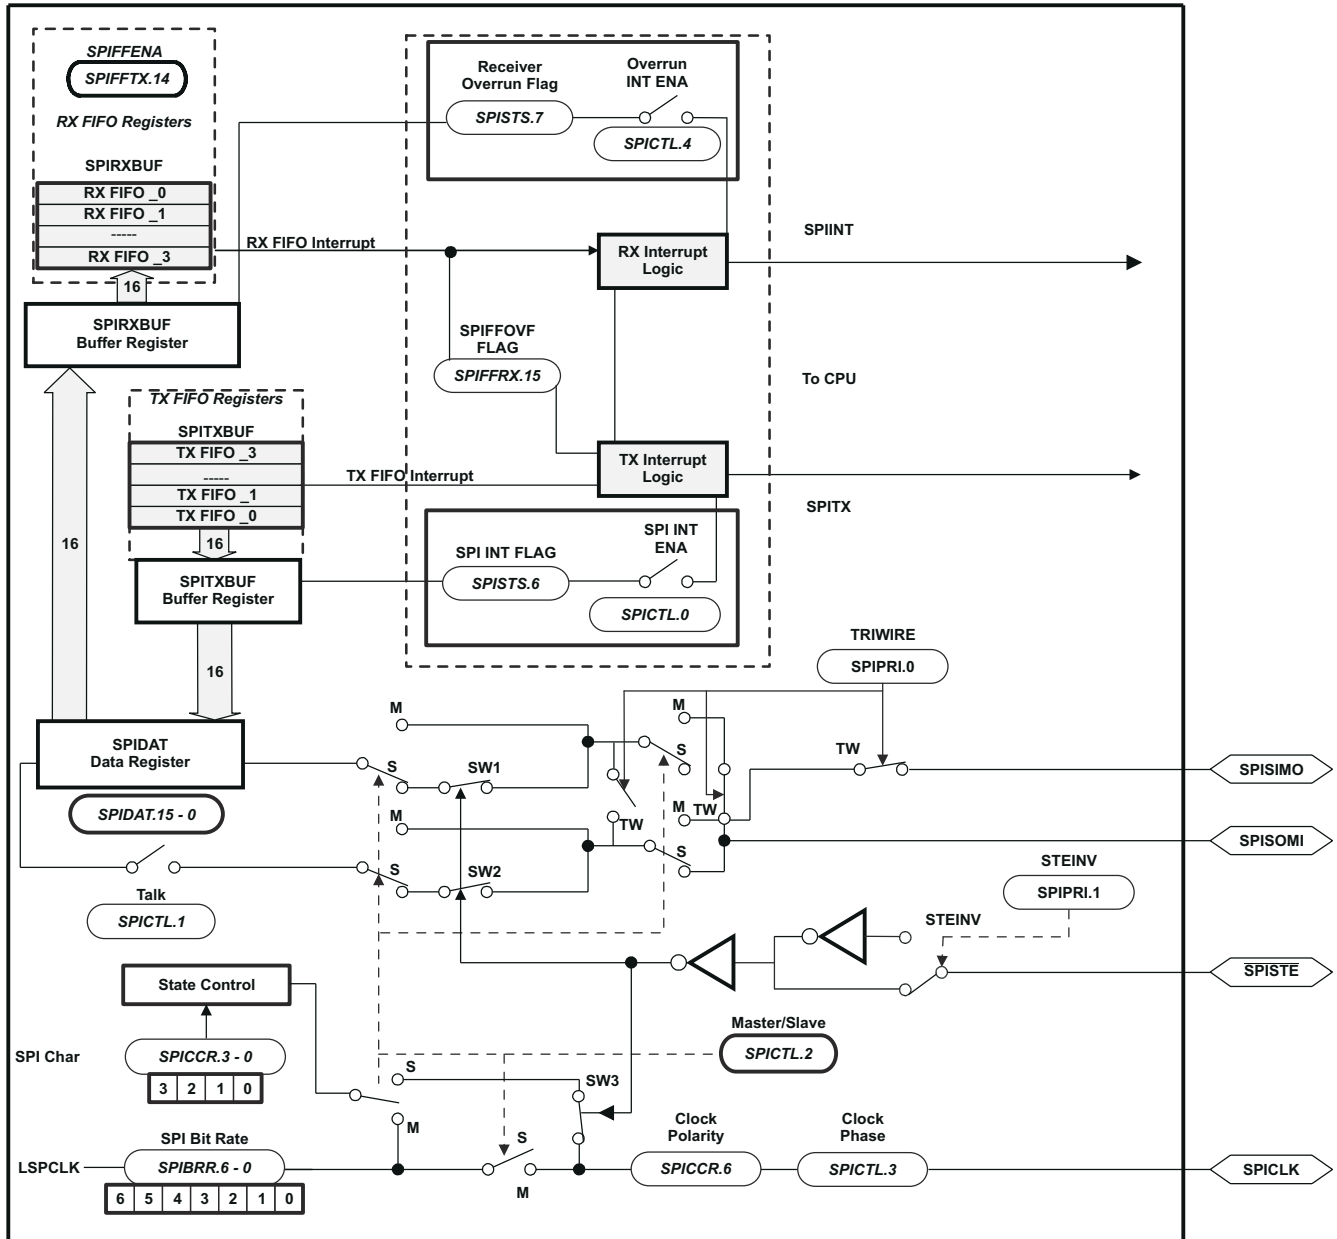 SPIFFENA
SPIFFTX.14
RX FIFO Registers
SPIRXBUF
RX FIFO _0
RX FIFO _1
-----
RX FIFO _3
16
SPIRXBUF
Buffer Register
RX FIFO Interrupt
Receiver
Overrun Flag
SPISTS.7
Overrun
INT ENA
SPICTL.4
RX Interrupt
Logic
SPIINT
SPIFFOVF
FLAG
SPIFFRX.15
To CPU
TX FIFO Registers
SPITXBUF
TX FIFO _3
-----
TX FIFO _1
TX FIFO _0
16
16
SPITXBUF
Buffer Register
16
TX FIFO Interrupt
TX Interrupt
Logic
SPITX
SPI INT FLAG
SPISTS.6
SPI INT
ENA
SPICTL.0
TRIWIRE
SPIPRI.0
SPIDAT
Data Register
SPIDAT.15 - 0
M
S
SW1
M
S
SW2
M
S
TW
M
TW
S
TW
SPISIMO
SPISOMI
Talk
SPICTL.1
STEINV
SPIPRI.1
STEINV
SPISTE
State Control
SPI Char
SPICCR.3 - 0
3 2 1 0
Master/Slave
SPICTL.2
S
M
SW3
SPI Bit Rate
LSPCLK
SPIBRR.6 - 0
6 5 4 3 2 1 0
S
M
Clock
Polarity
SPICCR.6
Clock
Phase
SPICTL.3
SPICLK